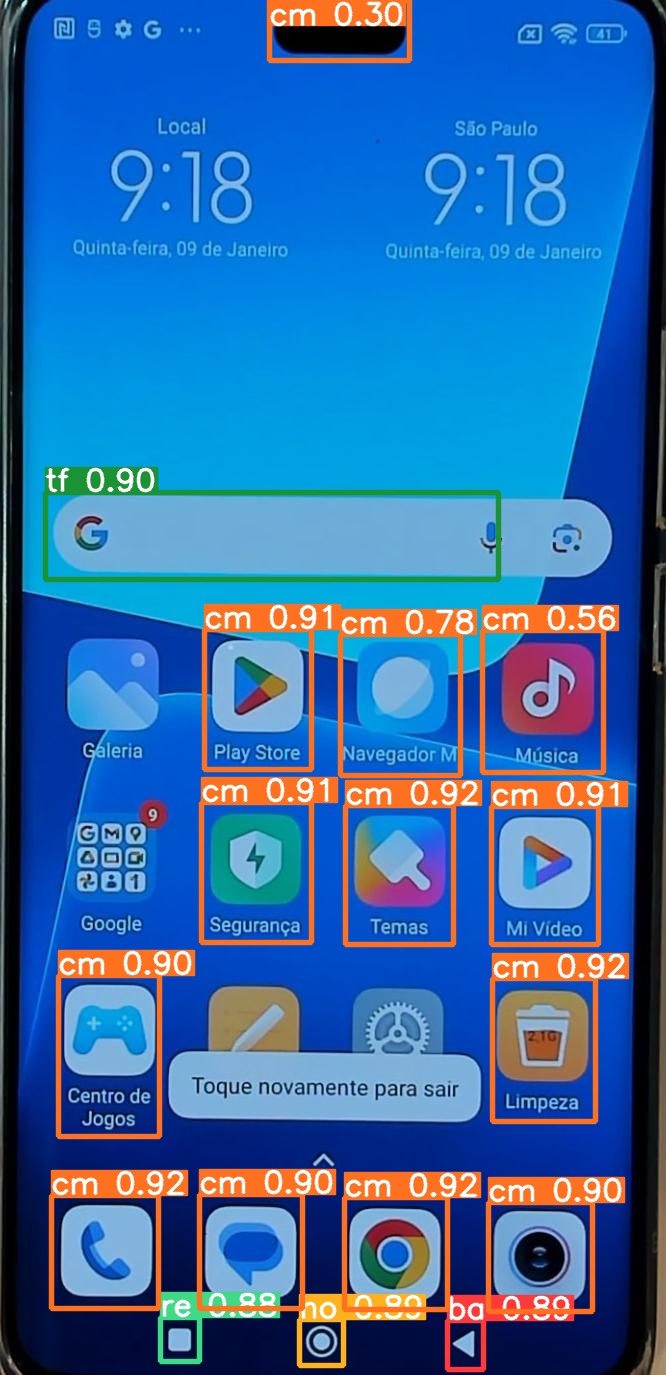 cm 0.30
41
Local
9:18
Quinta-feira, 09 de Janeiro
São Paulo
9:18
Quinta-feira, 09 de Janeiro
tf 0.90
G
cm 0.91 cm 0.78 cm 0.56
Galeria Play Store Navegador M Música
cm 0.91 cm 0.92 cm 0.91
9
Google Segurança Temas Mi Vídeo
cm 0.90 cm 0.92
2,1G
Centro de
Jogos
Toque novamente para sair
Limpeza
cm 0.92 cm 0.90 cm 0.92 cm 0.90
re 0.88 ho 0.89 ba 0.89